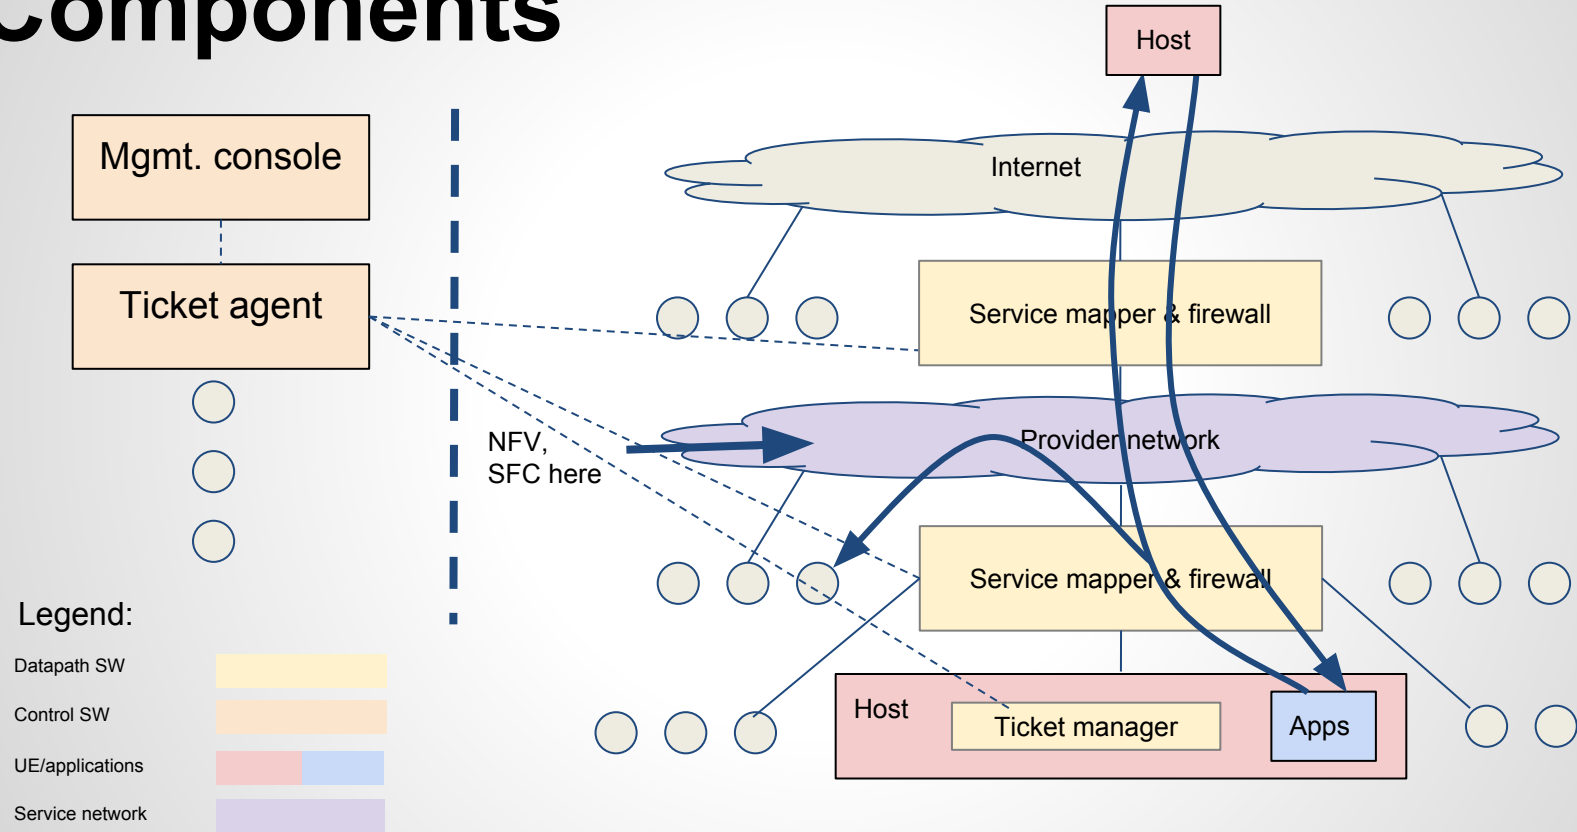 Components
Host
Mgmt. console
Internet
Ticket agent
Service mapper & firewall
NFV,
SFC here
Provider network
Service mapper & firewall
Host
Ticket manager
Apps
Legend:
Datapath SW
Control SW
UE/applications
Service network